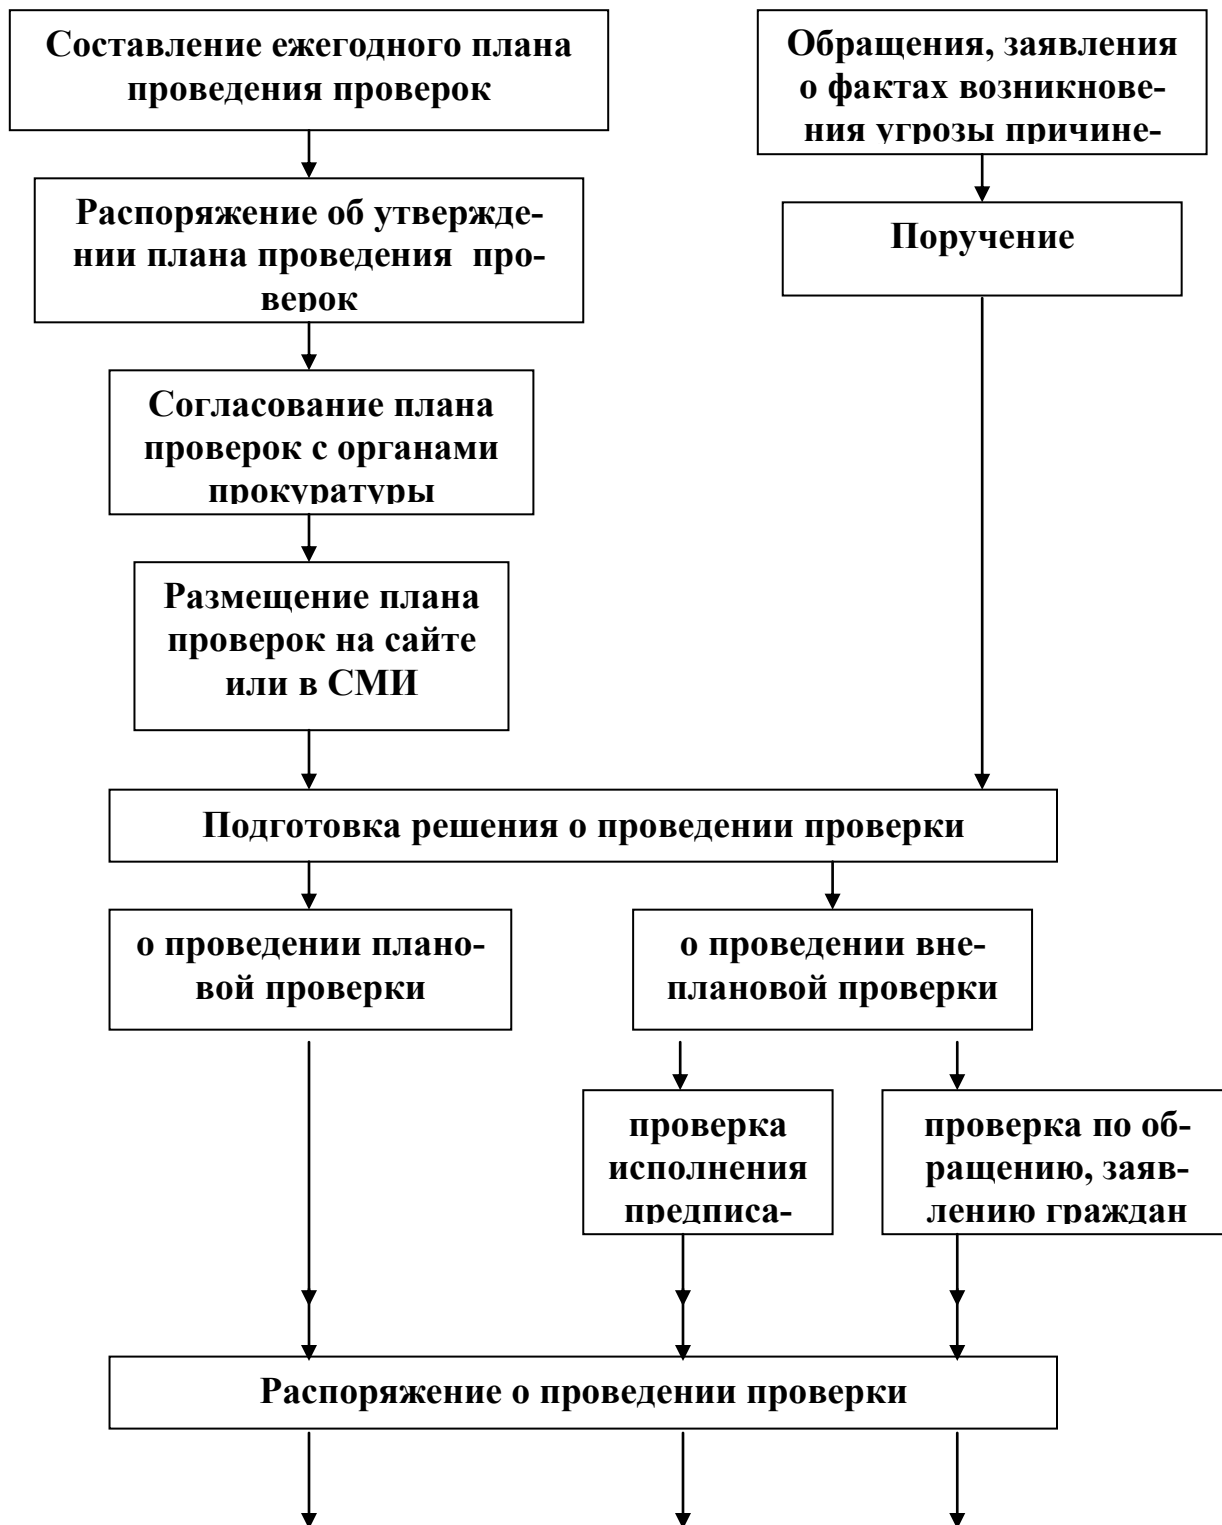 Составление ежегодного плана
проведения проверок
Обращения, заявления
о фактах возникнове-
ния угрозы причине-
Распоряжение об утвержде-
нии плана проведения про-
верок
Поручение
Согласование плана
проверок с органами
прокуратуры
Размещение плана
проверок на сайте
или в СМИ
Подготовка решения о проведении проверки
о проведении плано-
вой проверки
о проведении вне-
плановой проверки
проверка
исполнения
предписа-
проверка по об-
ращению, заяв-
лению граждан
Распоряжение о проведении проверки